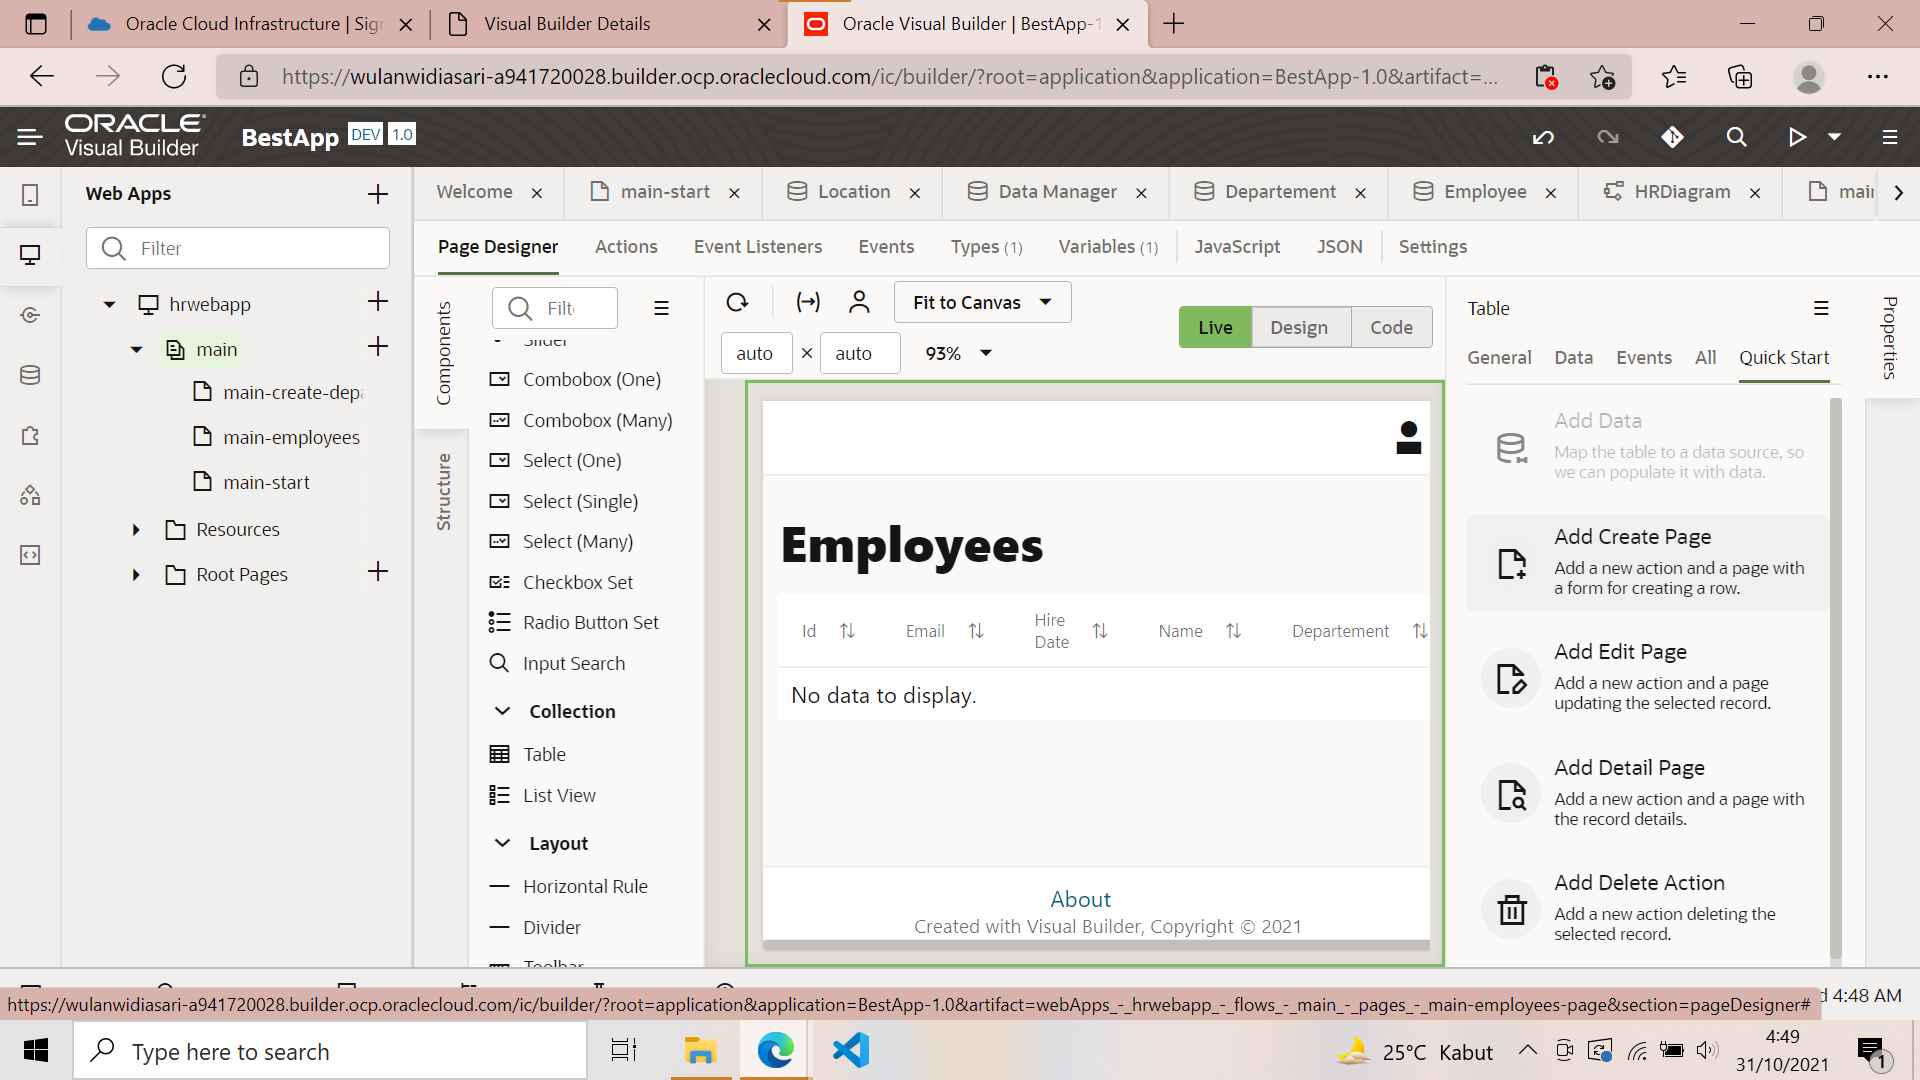 Oracle Cloud Infrastructure | Sign
Visual Builder Details
Oracle Visual Builder | BestApp-1
https://wulanwidiasari-a941720028.builder.ocp.oraclecloud.com/ic/builder/?root=application&application=BestApp-1.0&artifact=...
ORACLE
Visual Builder
BestApp DEV 1.0
Web Apps
Welcome
main-start
Location
Data Manager
Departement
Employee
HRDiagram
main
Filter
Page Designer
Actions
Event Listeners
Events
Types (1)
Variables (1)
JavaScript
JSON
Settings
hrwebapp
main
main-create-depa
main-employees
main-start
Resources
Root Pages
Components
Structure
Filt
Slider
Combobox (One)
Combobox (Many)
Select (One)
Select (Single)
Select (Many)
Checkbox Set
Radio Button Set
Input Search
Collection
Table
List View
Layout
Horizontal Rule
Divider
Toolbar
Fit to Canvas
Live
Design
Code
auto × auto
93%
Employees
Id
Email
Hire
Date
Name
Departement
No data to display.
About
Created with Visual Builder, Copyright © 2021
Table
Properties
General
Data
Events
All
Quick Start
Add Data
Map the table to a data source, so
we can populate it with data.
Add Create Page
Add a new action and a page with
a form for creating a row.
Add Edit Page
Add a new action and a page
updating the selected record.
Add Detail Page
Add a new action and a page with
the record details.
Add Delete Action
Add a new action deleting the
selected record.
https://wulanwidiasari-a941720028.builder.ocp.oraclecloud.com/ic/builder/?root=application&application=BestApp-1.0&artifact=webApps_-_hrwebapp_-_flows_-_main_-_pages_-_main-employees-page&section=pageDesigner#
d 4:48 AM
Type here to search
25°C Kabut
4:49
31/10/2021
1